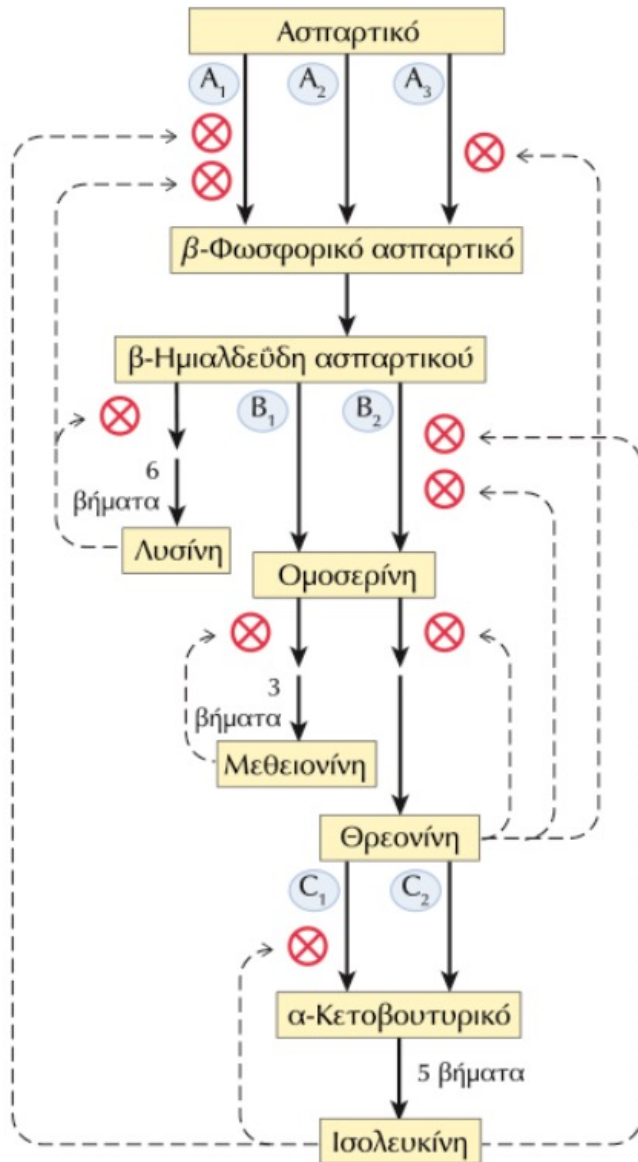 Ασπαρτικό
A₁ A₂ A₃
β-Φωσφορικό ασπαρτικό
β-Ημιαλδεΰδη ασπαρτικού
B₁ B₂
6
βήματα
Λυσίνη
Ομοσερίνη
3
βήματα
Μεθειονίνη
Θρεονίνη
C₁ C₂
α-Κετοβουτυρικό
5 βήματα
Ισολευκίνη